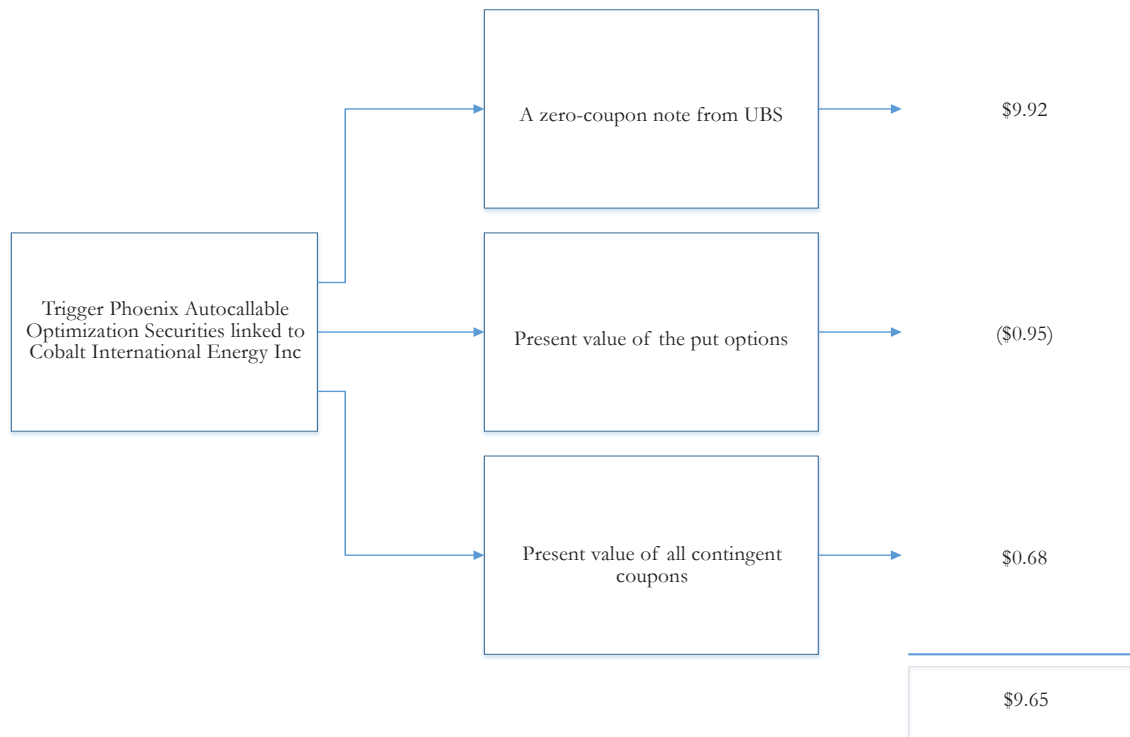 A zero-coupon note from UBS
$9.92
Trigger Phoenix Autocallable
Optimization Securities linked to
Cobalt International Energy Inc
Present value of the put options
($0.95)
Present value of all contingent
coupons
$0.68
$9.65